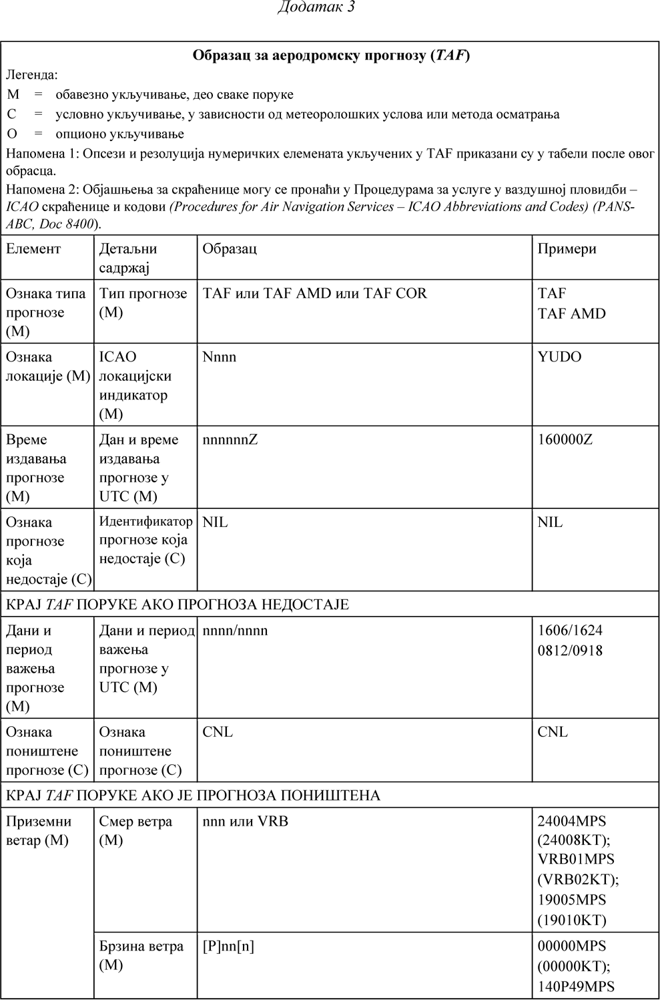 Додатак 3
Образац за аеродромску прогнозу (TAF)
Легенда:
М = обавезно укључивање, део сваке поруке
С = условно укључивање, у зависности од метеоролошких услова или метода осматрања
О = опционо укључивање
Напомена 1: Опсези и резолуција нумеричких елемената укључених у TAF приказани су у табели после овог
обрасца.
Напомена 2: Објашњења за скраћенице могу се пронаћи у Процедурама за услуге у ваздушној пловидби –
ICAO скраћенице и кодови (Procedures for Air Navigation Services – ICAO Abbreviations and Codes) (PANS-
ABC, Doc 8400).
Елемент
Детаљни
садржај
Образац
Примери
Ознака типа
прогнозе
(М)
Тип прогнозе
(М)
TAF или TAF AMD или TAF COR
TAF
TAF AMD
Ознака
локације (М)
ICAO
локацијски
индикатор
(М)
Nnnn
YUDO
Време
издавања
прогнозе
(М)
Дан и време
издавања
прогнозе у
UTC (М)
nnnnnnZ
160000Z
Ознака
прогнозе
која
недостаје (С)
Идентификатор
прогнозе која
недостаје (С)
NIL
NIL
КРАЈ TAF ПОРУКЕ АКО ПРОГНОЗА НЕДОСТАЈЕ
Дани и
период
важења
прогнозе
(М)
Дани и период
важења
прогнозе у
UTC (М)
nnnn/nnnn
1606/1624
0812/0918
Ознака
поништене
прогнозе (С)
Ознака
поништене
прогнозе (С)
CNL
CNL
КРАЈ TAF ПОРУКЕ АКО ЈЕ ПРОГНОЗА ПОНИШТЕНА
Приземни
ветар (М)
Смер ветра
(М)
nnn или VRB
24004MPS
(24008KT);
VRB01MPS
(VRB02KT);
19005MPS
(19010KT)
Брзина ветра
(М)
[P]nn[n]
00000MPS
(00000KT);
140P49MPS